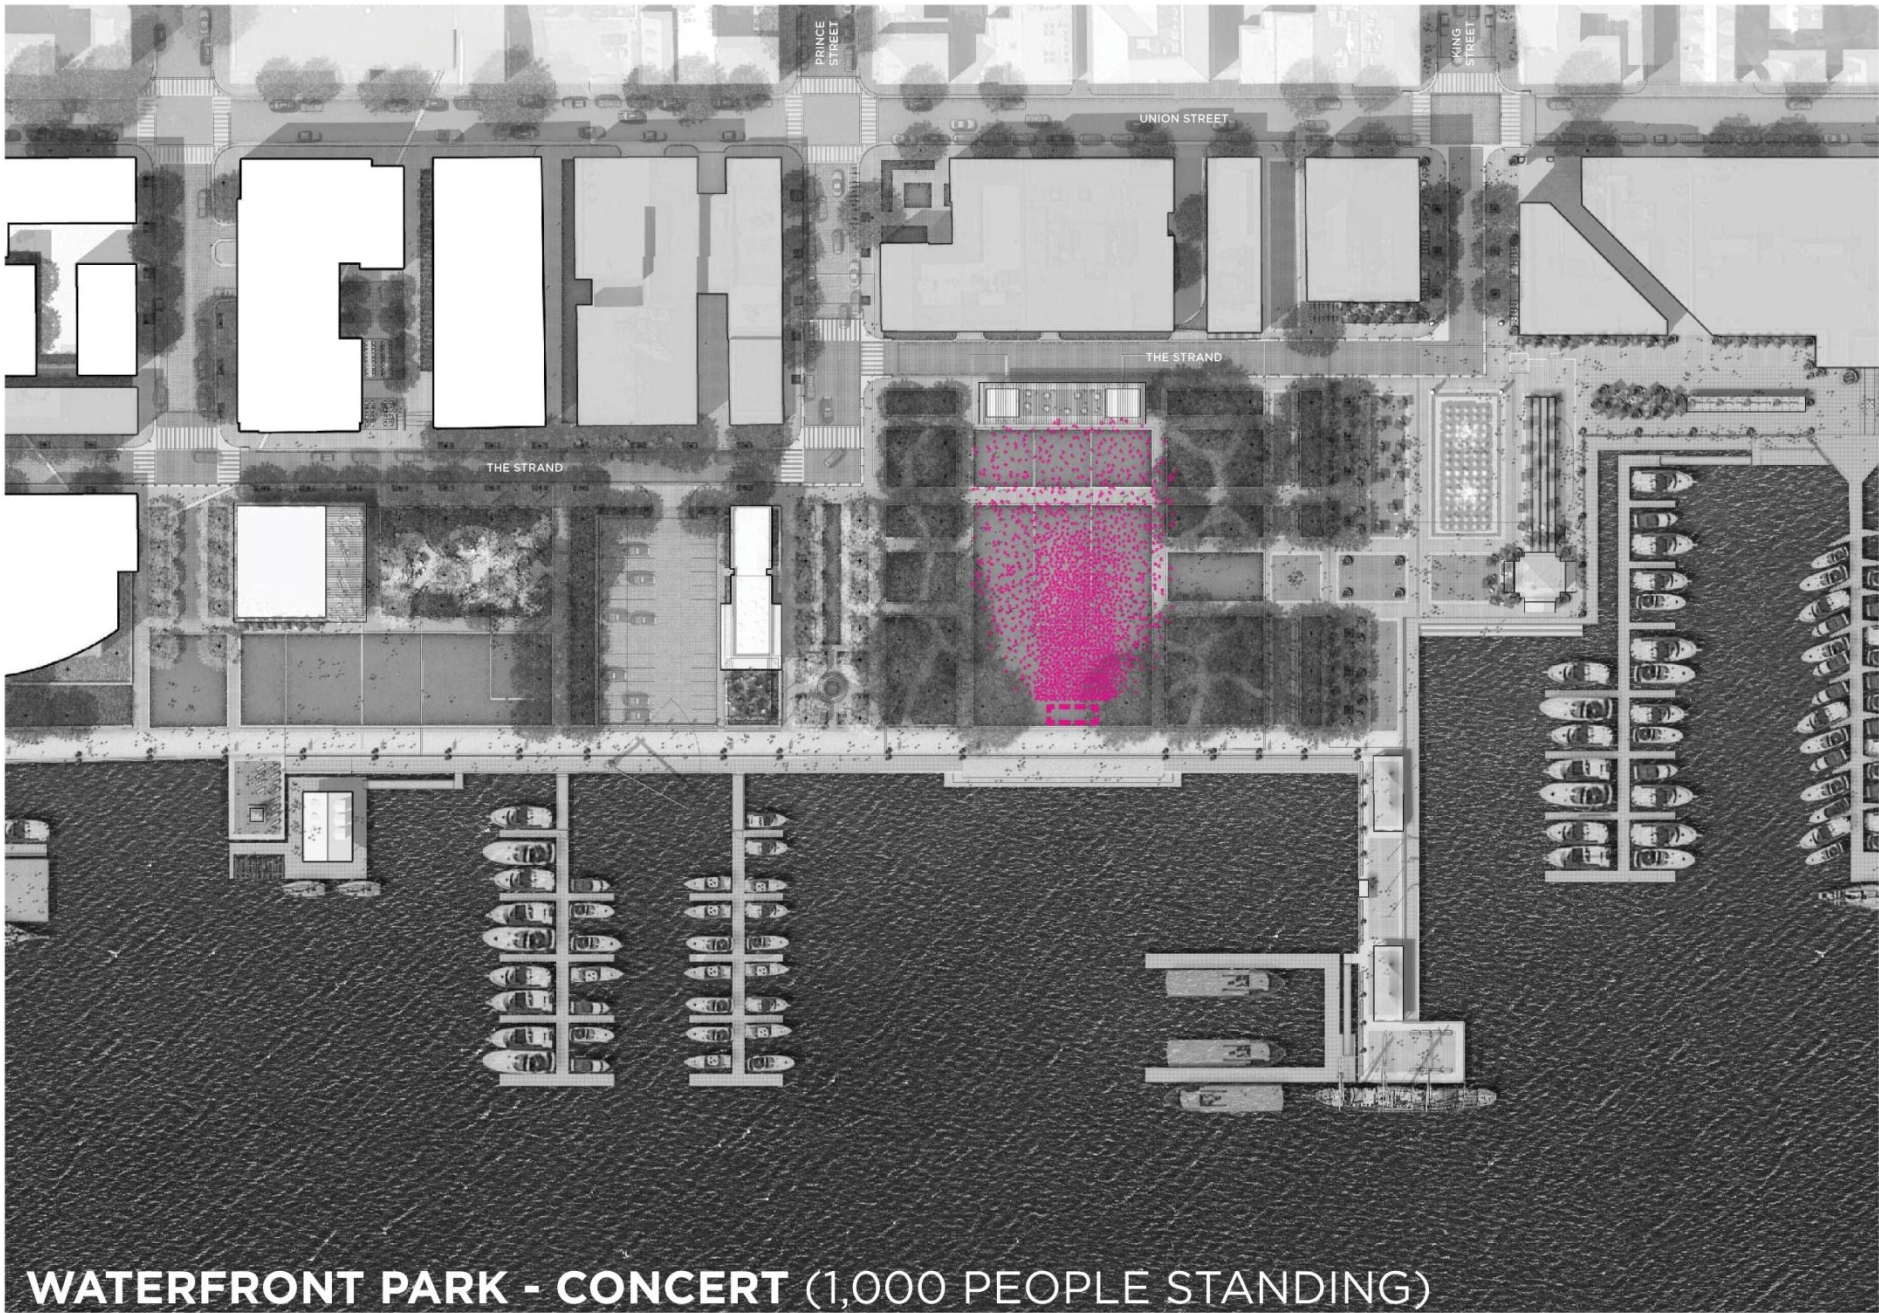 PRINCE
STREET
KING
STREET
UNION STREET
THE STRAND
THE STRAND
WATERFRONT PARK - CONCERT (1,000 PEOPLE STANDING)